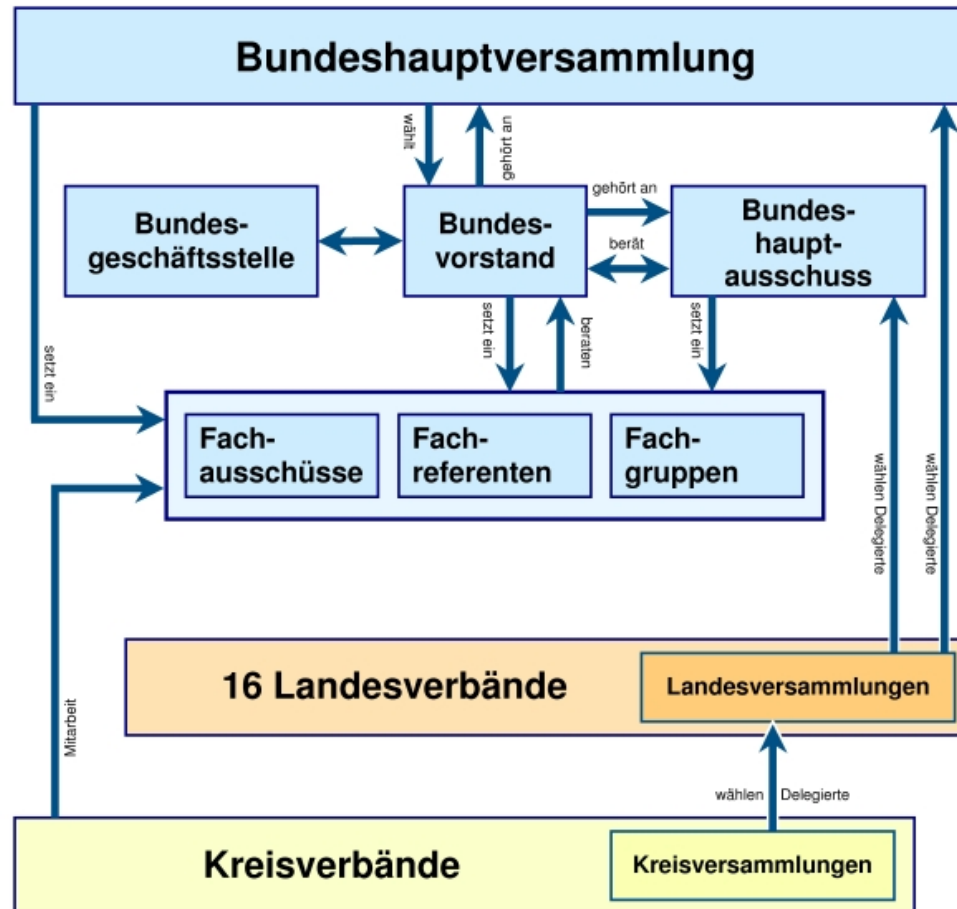 Bundeshauptversammlung
wählt
gehört an
Bundes-
geschäftsstelle
Bundes-
vorstand
gehört an
berät
Bundes-
haupt-
ausschuss
setzt ein
setzt ein
beraten
setzt ein
Fach-
ausschüsse
Fach-
referenten
Fach-
gruppen
wählen Delegierte
wählen Delegierte
16 Landesverbände
Landesversammlungen
Mitarbeit
wählen Delegierte
Kreisverbände
Kreisversammlungen